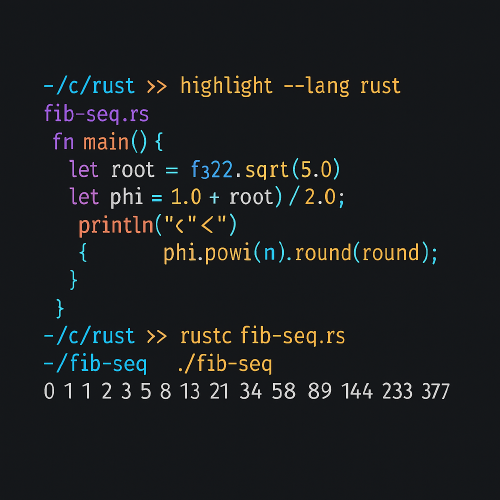 ~/c/rust >> highlight --lang rust
fib-seq.rs
fn main() {
let root = f322.sqrt(5.0)
let phi = 1.0 + root) / 2.0;
println("<"<")
{ phi.powi(n).round(round);
}
}
~/c/rust >> rustc fib-seq.rs
~/fib-seq ./fib-seq
0 1 1 2 3 5 8 13 21 34 58 89 144 233 377